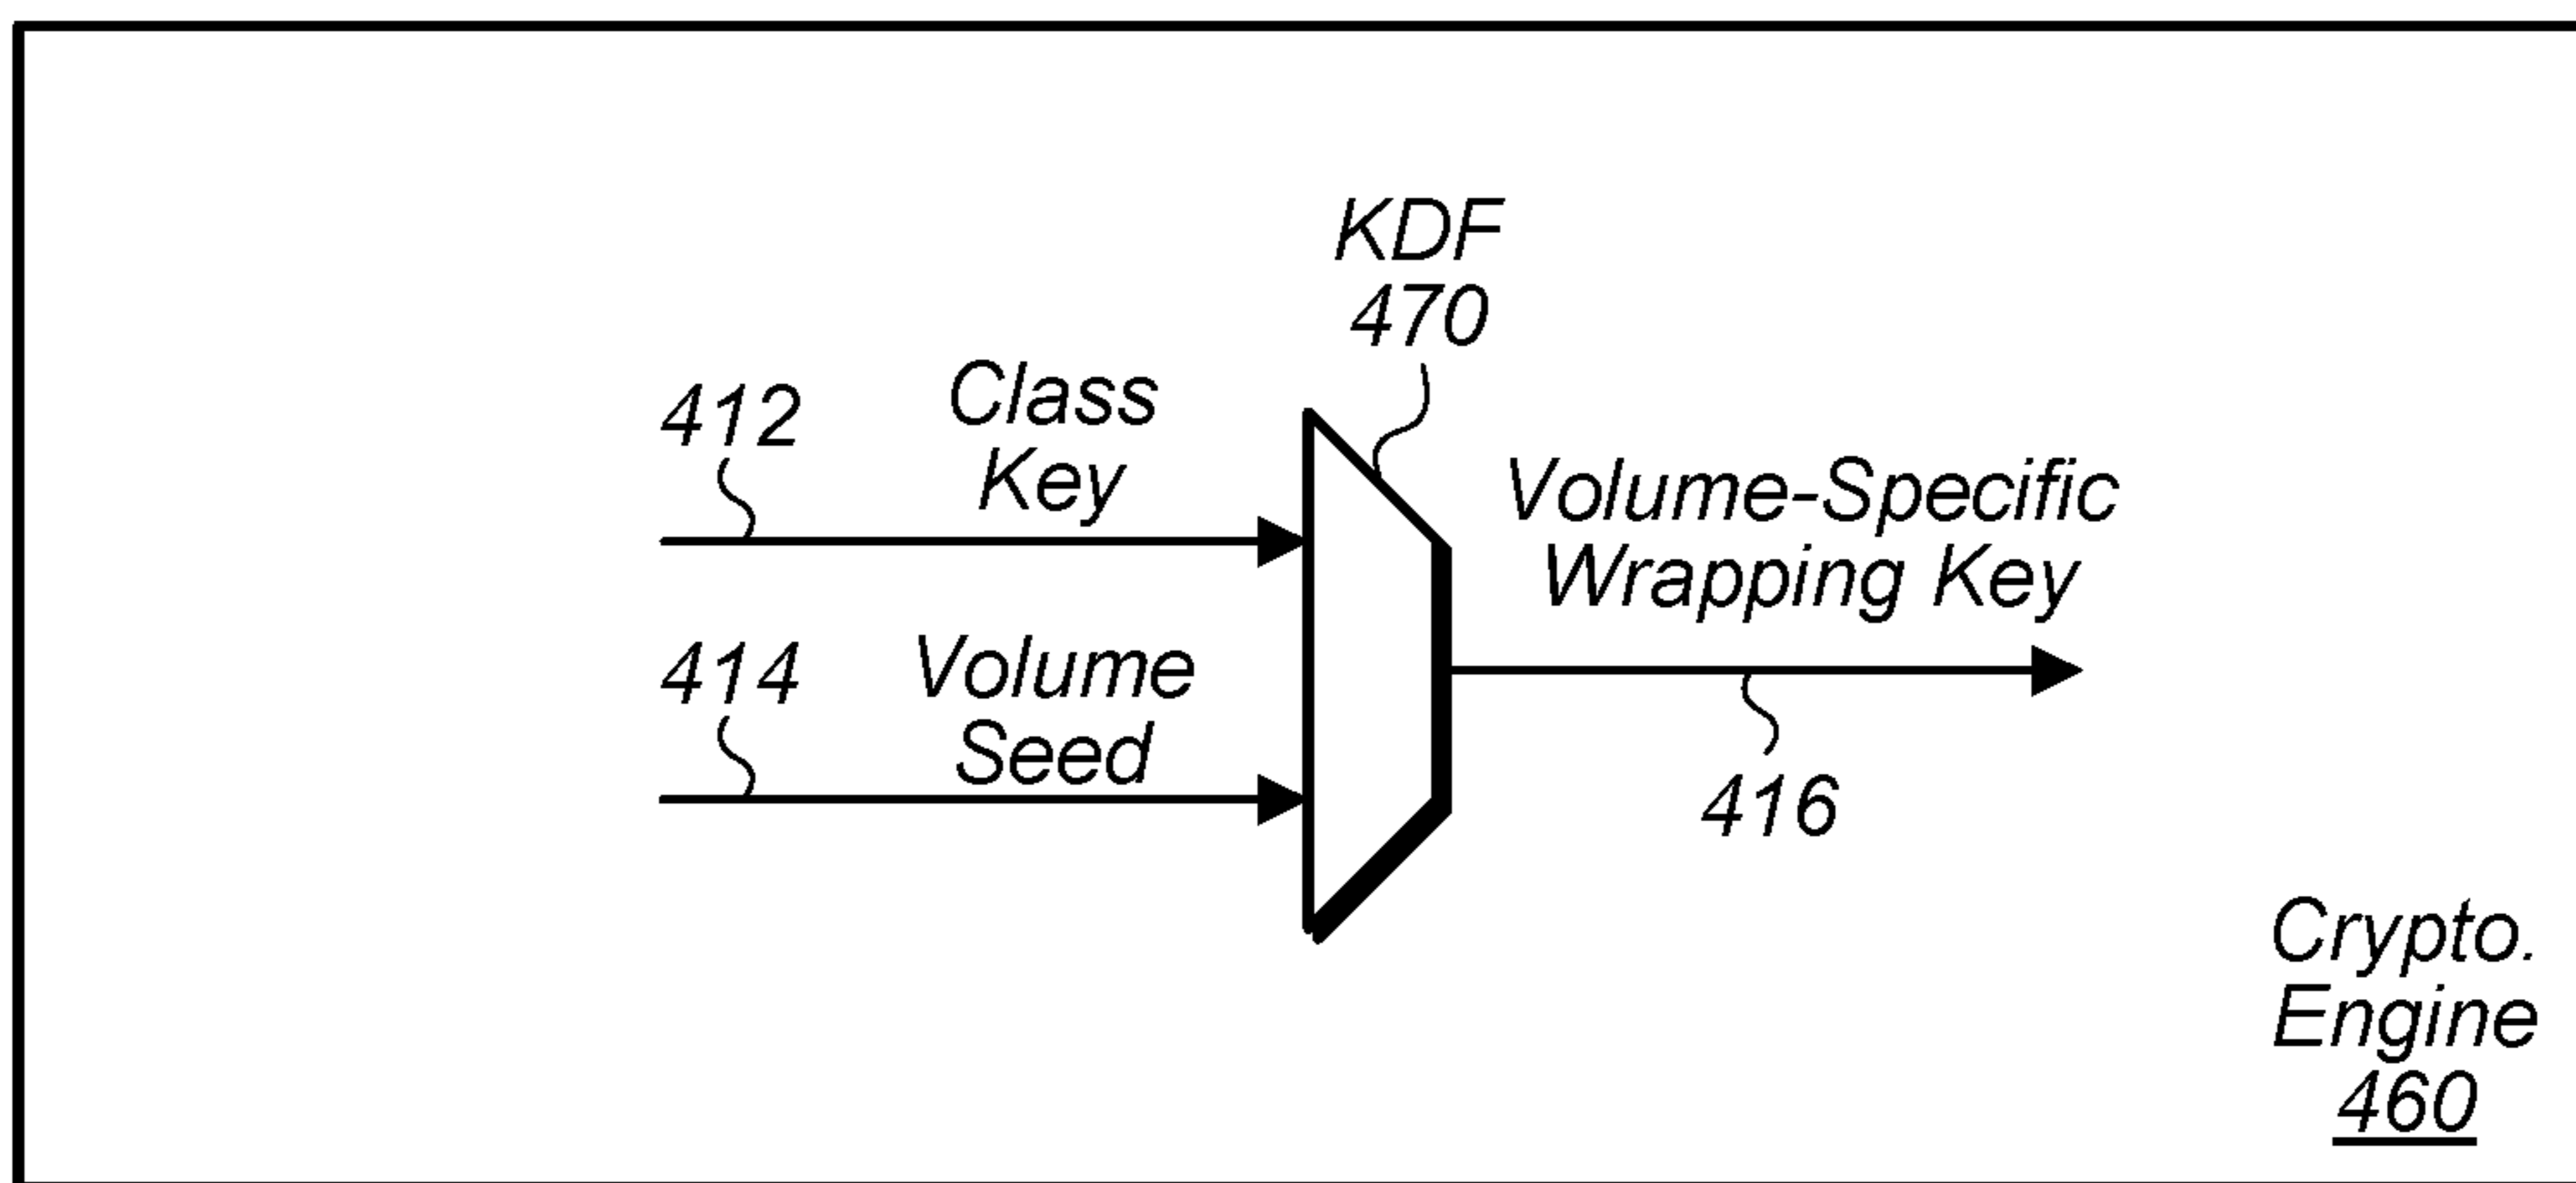 KDF
470
412
Class
Key
414
Volume
Seed
Volume-Specific
Wrapping Key
416
Crypto.
Engine
460